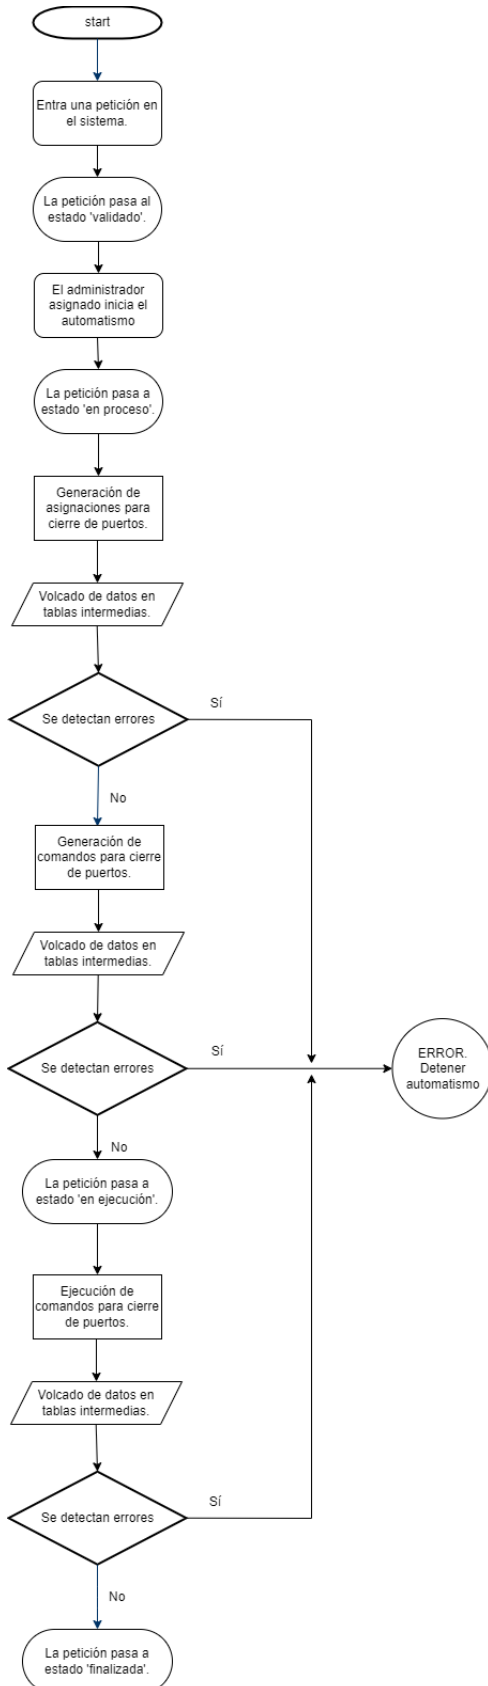 start
Entra una petición en
el sistema.
La petición pasa al
estado 'validado'.
El administrador
asignado inicia el
automatismo
La petición pasa a
estado 'en proceso'.
Generación de
asignaciones para
cierre de puertos.
Volcado de datos en
tablas intermedias.
Se detectan errores
Sí
No
Generación de
comandos para cierre
de puertos.
Volcado de datos en
tablas intermedias.
Se detectan errores
Sí
ERROR.
Detener
automatismo
No
La petición pasa a
estado 'en ejecución'.
Ejecución de
comandos para cierre
de puertos.
Volcado de datos en
tablas intermedias.
Se detectan errores
Sí
No
La petición pasa a
estado 'finalizada'.